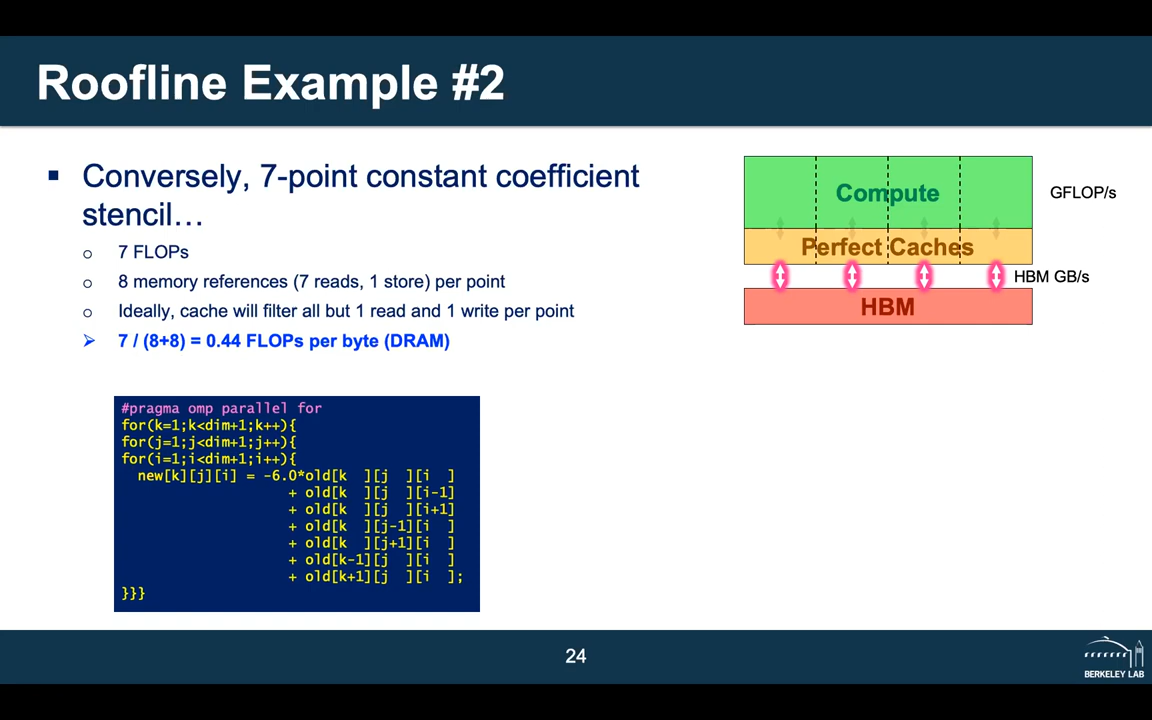 Roofline Example #2
▪ Conversely, 7-point constant coefficient
stencil…
o 7 FLOPs
o 8 memory references (7 reads, 1 store) per point
o Ideally, cache will filter all but 1 read and 1 write per point
➢ 7 / (8+8) = 0.44 FLOPs per byte (DRAM)
#pragma omp parallel for
for(k=1;k<dim+1;k++){
for(j=1;j<dim+1;j++){
for(i=1;i<dim+1;i++){
  new[k][j][i] = -6.0*old[k  ][j  ][i  ]
                    + old[k  ][j  ][i-1]
                    + old[k  ][j  ][i+1]
                    + old[k  ][j-1][i  ]
                    + old[k  ][j+1][i  ]
                    + old[k-1][j  ][i  ]
                    + old[k+1][j  ][i  ];
}}}
Compute
GFLOP/s
Perfect Caches
HBM GB/s
HBM
24
BERKELEY LAB